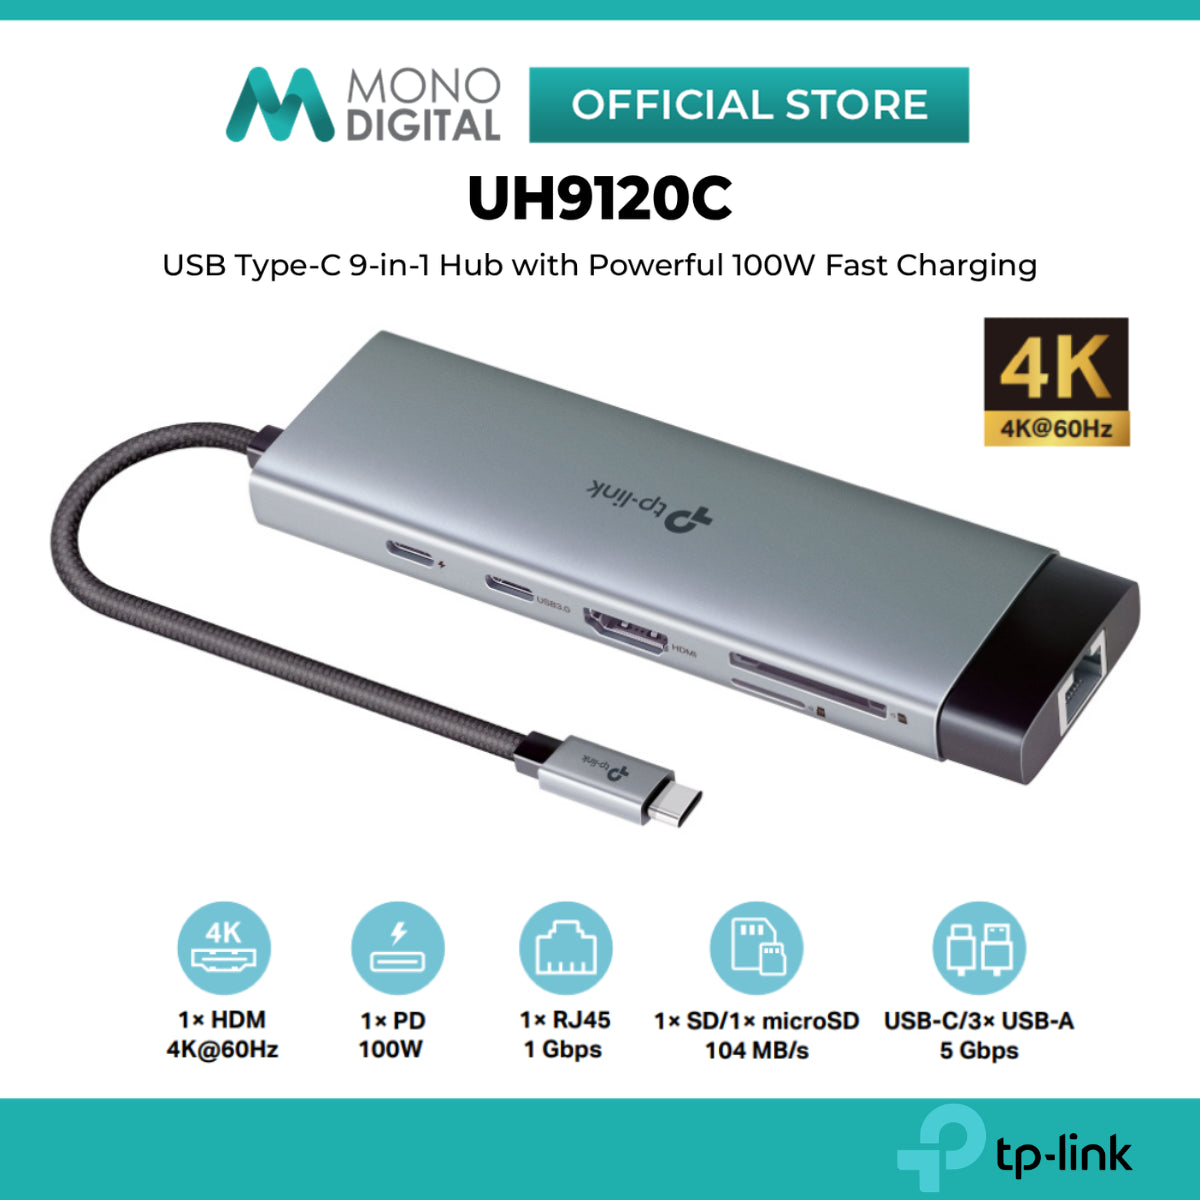 MONO
DIGITAL
OFFICIAL STORE
UH9120C
USB Type-C 9-in-1 Hub with Powerful 100W Fast Charging
4K
4K@60Hz
tp-link
USB3.0
HDMI
tp-link
4K
1× HDM
4K@60Hz
1× PD
100W
1× RJ45
1 Gbps
1× SD/1× microSD
104 MB/s
USB-C/3× USB-A
5 Gbps
tp-link